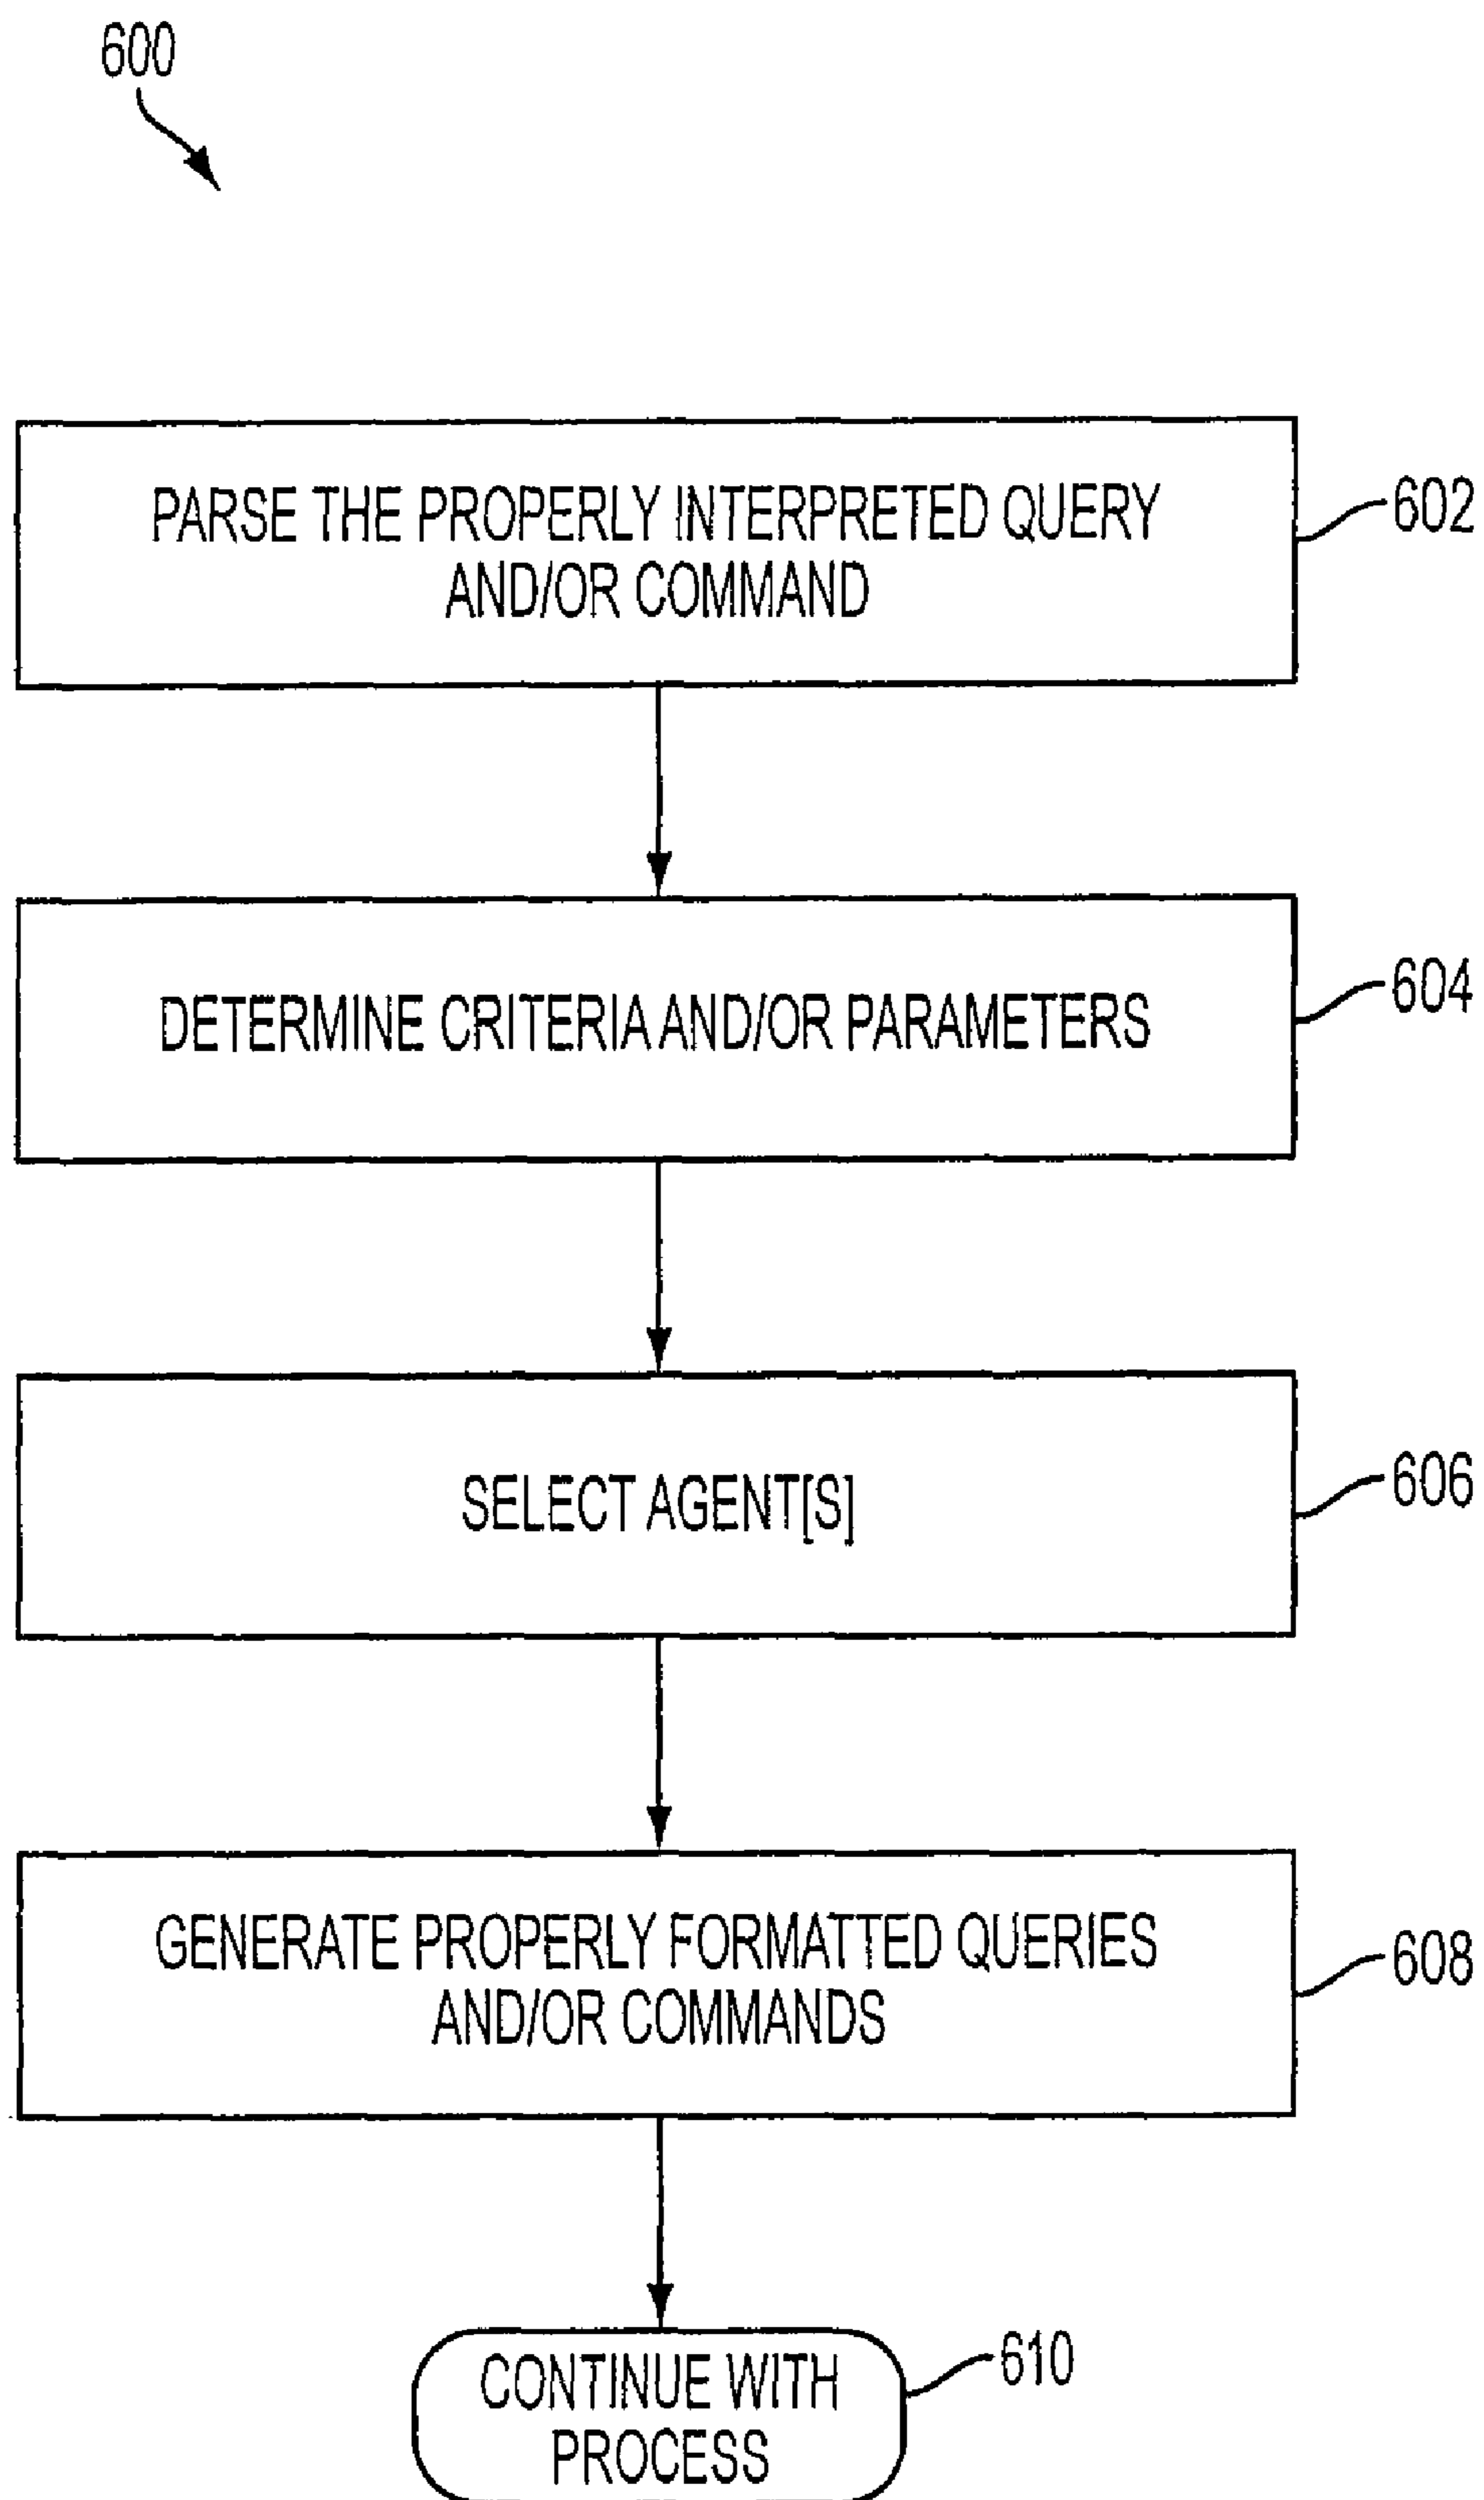 600
PARSE THE PROPERLY INTERPRETED QUERY
AND/OR COMMAND
602
DETERMINE CRITERIA AND/OR PARAMETERS
604
SELECT AGENT[S]
606
GENERATE PROPERLY FORMATTED QUERIES
AND/OR COMMANDS
608
CONTINUE WITH
PROCESS
610